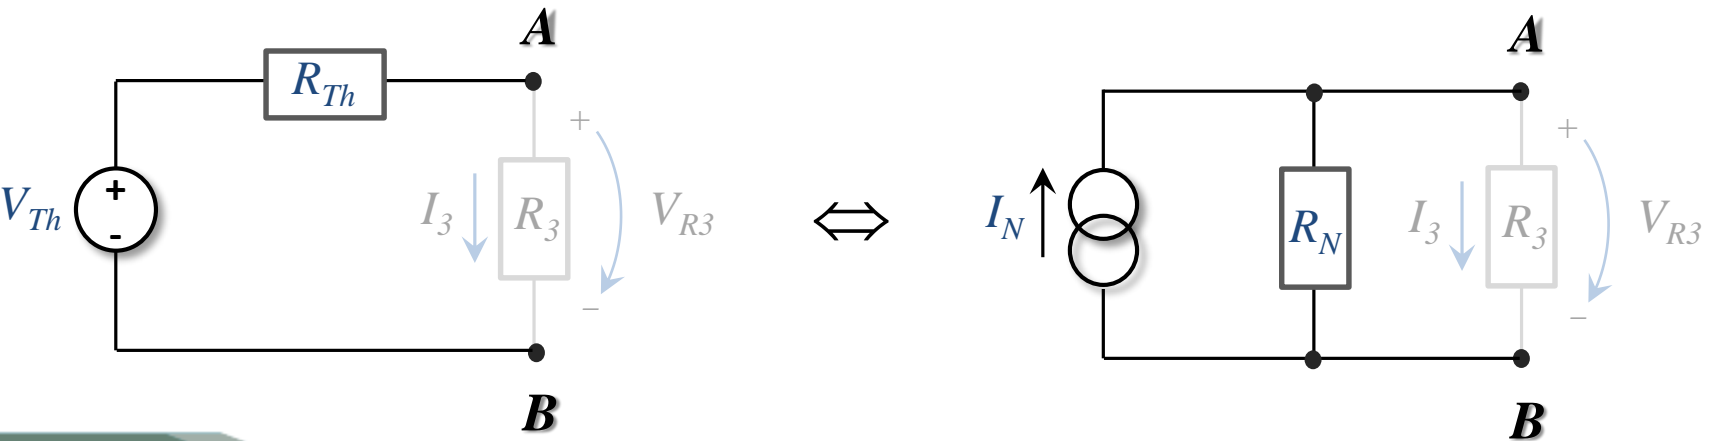 A
R_Th
+
V_Th
+
-
I_3
R_3
V_R3
−
B
A
+
I_N
R_N
I_3
R_3
V_R3
−
B